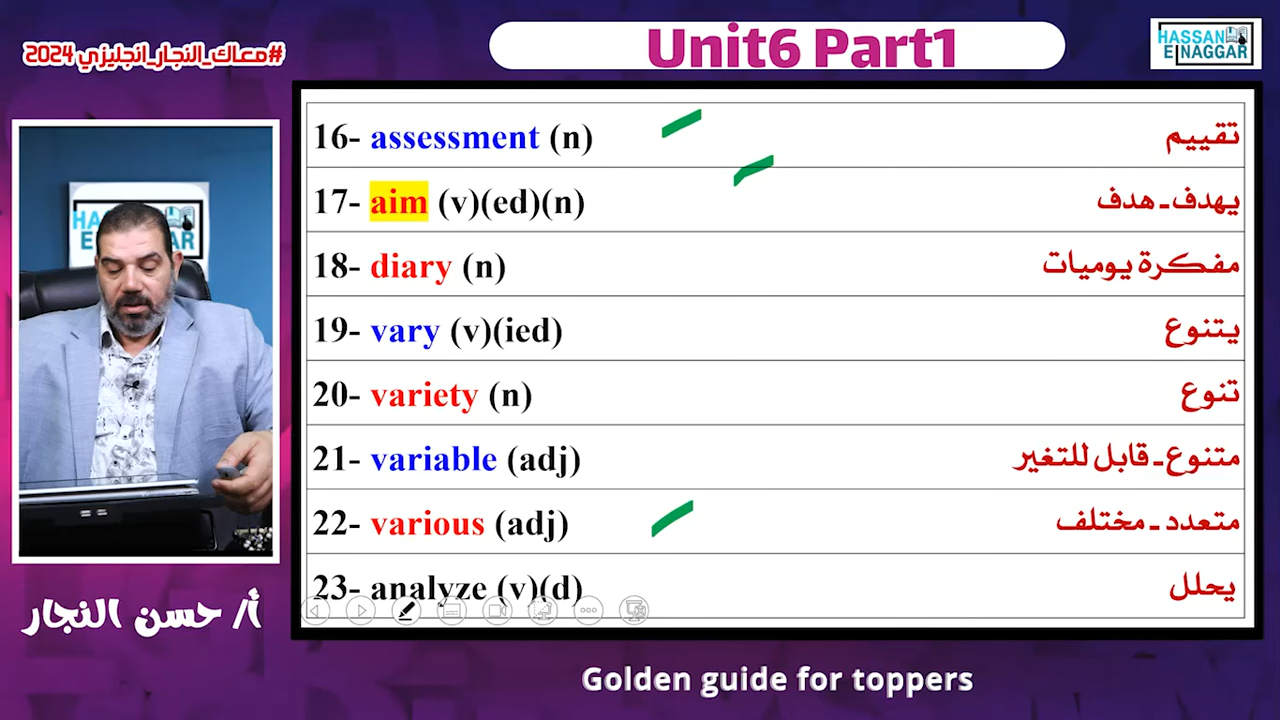 #معاك_النجار_انجليزي 2024
Unit6 Part1
HASSAN
ElNAGGAR
16- assessment (n) تقييم
17- aim (v)(ed)(n) يهدف - هدف
18- diary (n) مفكرة يوميات
19- vary (v)(ied) يتنوع
20- variety (n) تنوع
21- variable (adj) متنوع - قابل للتغير
22- various (adj) متعدد - مختلف
23- analyze (v)(d) يحلل
أ/ حسن النجار
Golden guide for toppers